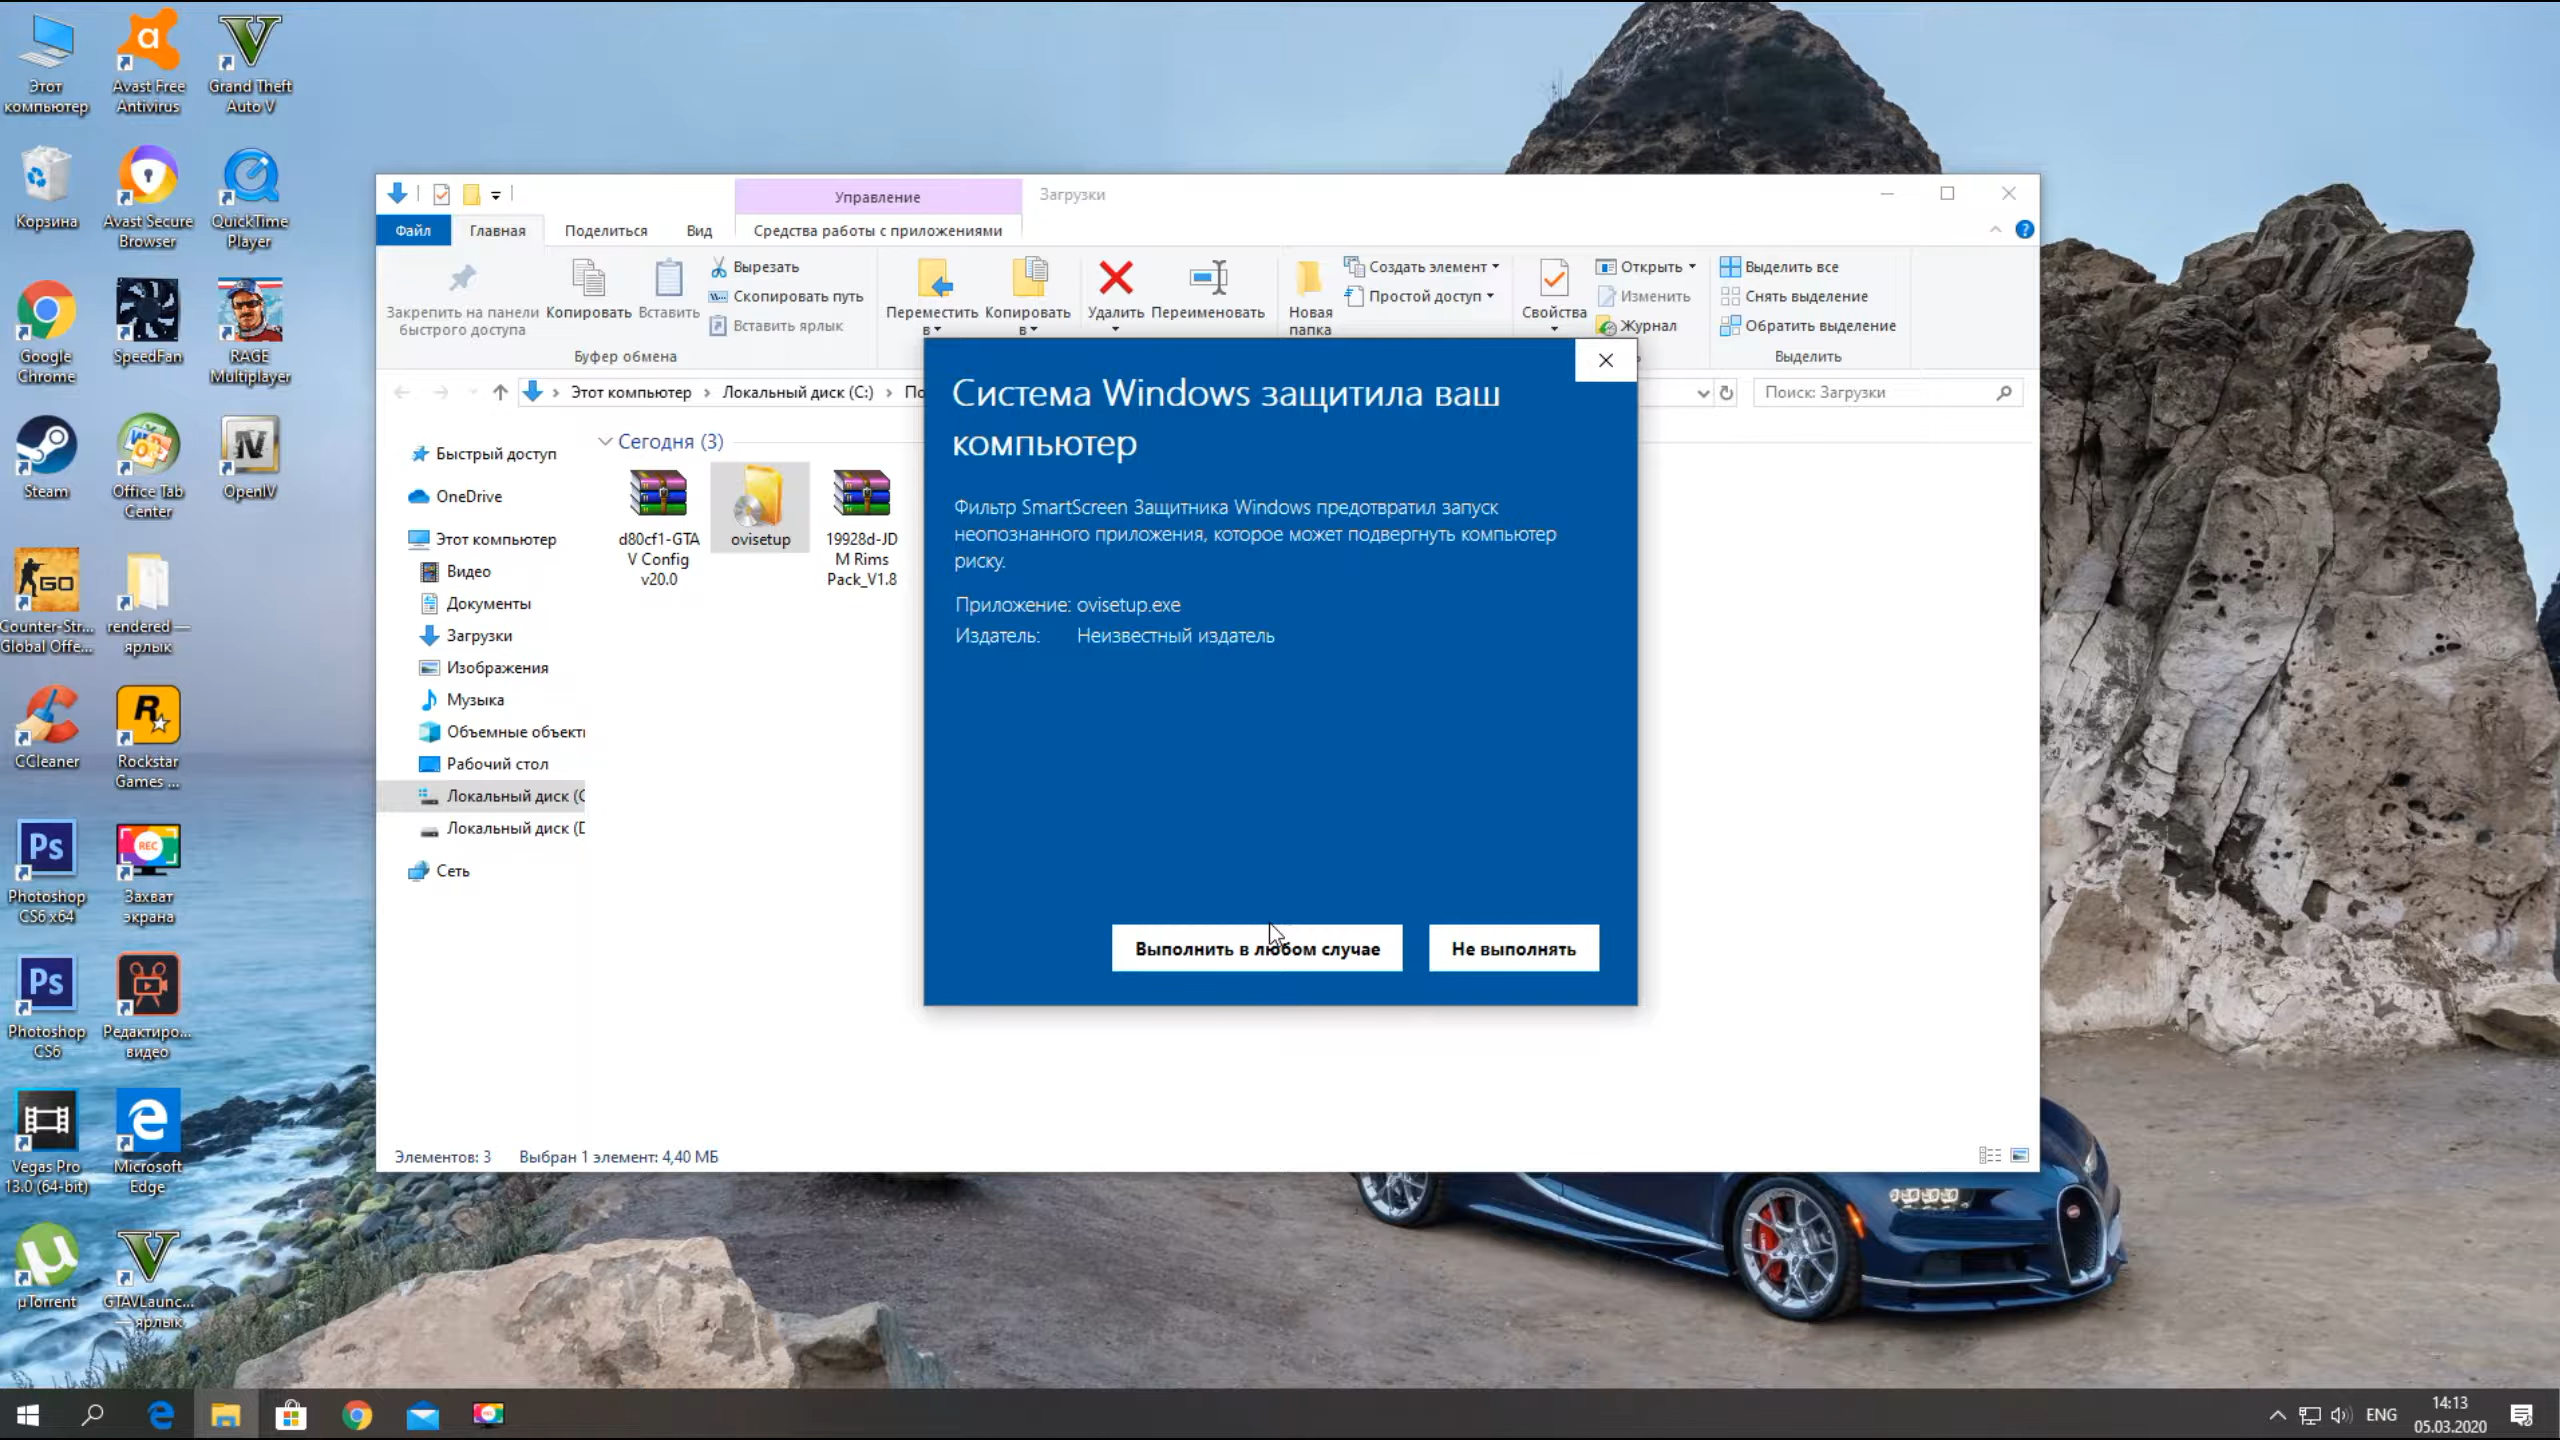 Этот
компьютер
Avast Free
Antivirus
Grand Theft
Auto V
Корзина
Avast Secure
Browser
QuickTime
Player
Google
Chrome
SpeedFan
RAGE
Multiplayer
Steam
Office Tab
Center
OpenIV
GO
Counter-Str...
Global Offe...
rendered —
ярлык
CCleaner
Rockstar
Games ...
Ps
Photoshop
CS6 x64
REC
Захват
экрана
Ps
Photoshop
CS6
Редактиро...
видео
Vegas Pro
13.0 (64-bit)
Microsoft
Edge
µTorrent
GTAVLaunc...
— ярлык
Управление
Загрузки
Файл
Главная
Поделиться
Вид
Средства работы с приложениями
Закрепить на панели
быстрого доступа
Копировать
Вставить
Вырезать
Скопировать путь
Вставить ярлык
Буфер обмена
Переместить
в
Копировать
в
Удалить
Переименовать
Новая
папка
Создать элемент
Простой доступ
Свойства
Открыть
Изменить
Журнал
Выделить все
Снять выделение
Обратить выделение
Выделить
Этот компьютер
Локальный диск (C:)
По
Поиск: Загрузки
Быстрый доступ
OneDrive
Этот компьютер
Видео
Документы
Загрузки
Изображения
Музыка
Объемные объект
Рабочий стол
Локальный диск (C
Локальный диск (D
Сеть
Сегодня (3)
d80cf1-GTA
V Config
v20.0
ovisetup
19928d-JD
M Rims
Pack_V1.8
Система Windows защитила ваш
компьютер
Фильтр SmartScreen Защитника Windows предотвратил запуск
неопознанного приложения, которое может подвергнуть компьютер
риску.
Приложение: ovisetup.exe
Издатель: Неизвестный издатель
Выполнить в любом случае
Не выполнять
Элементов: 3
Выбран 1 элемент: 4,40 МБ
ENG
14:13
05.03.2020